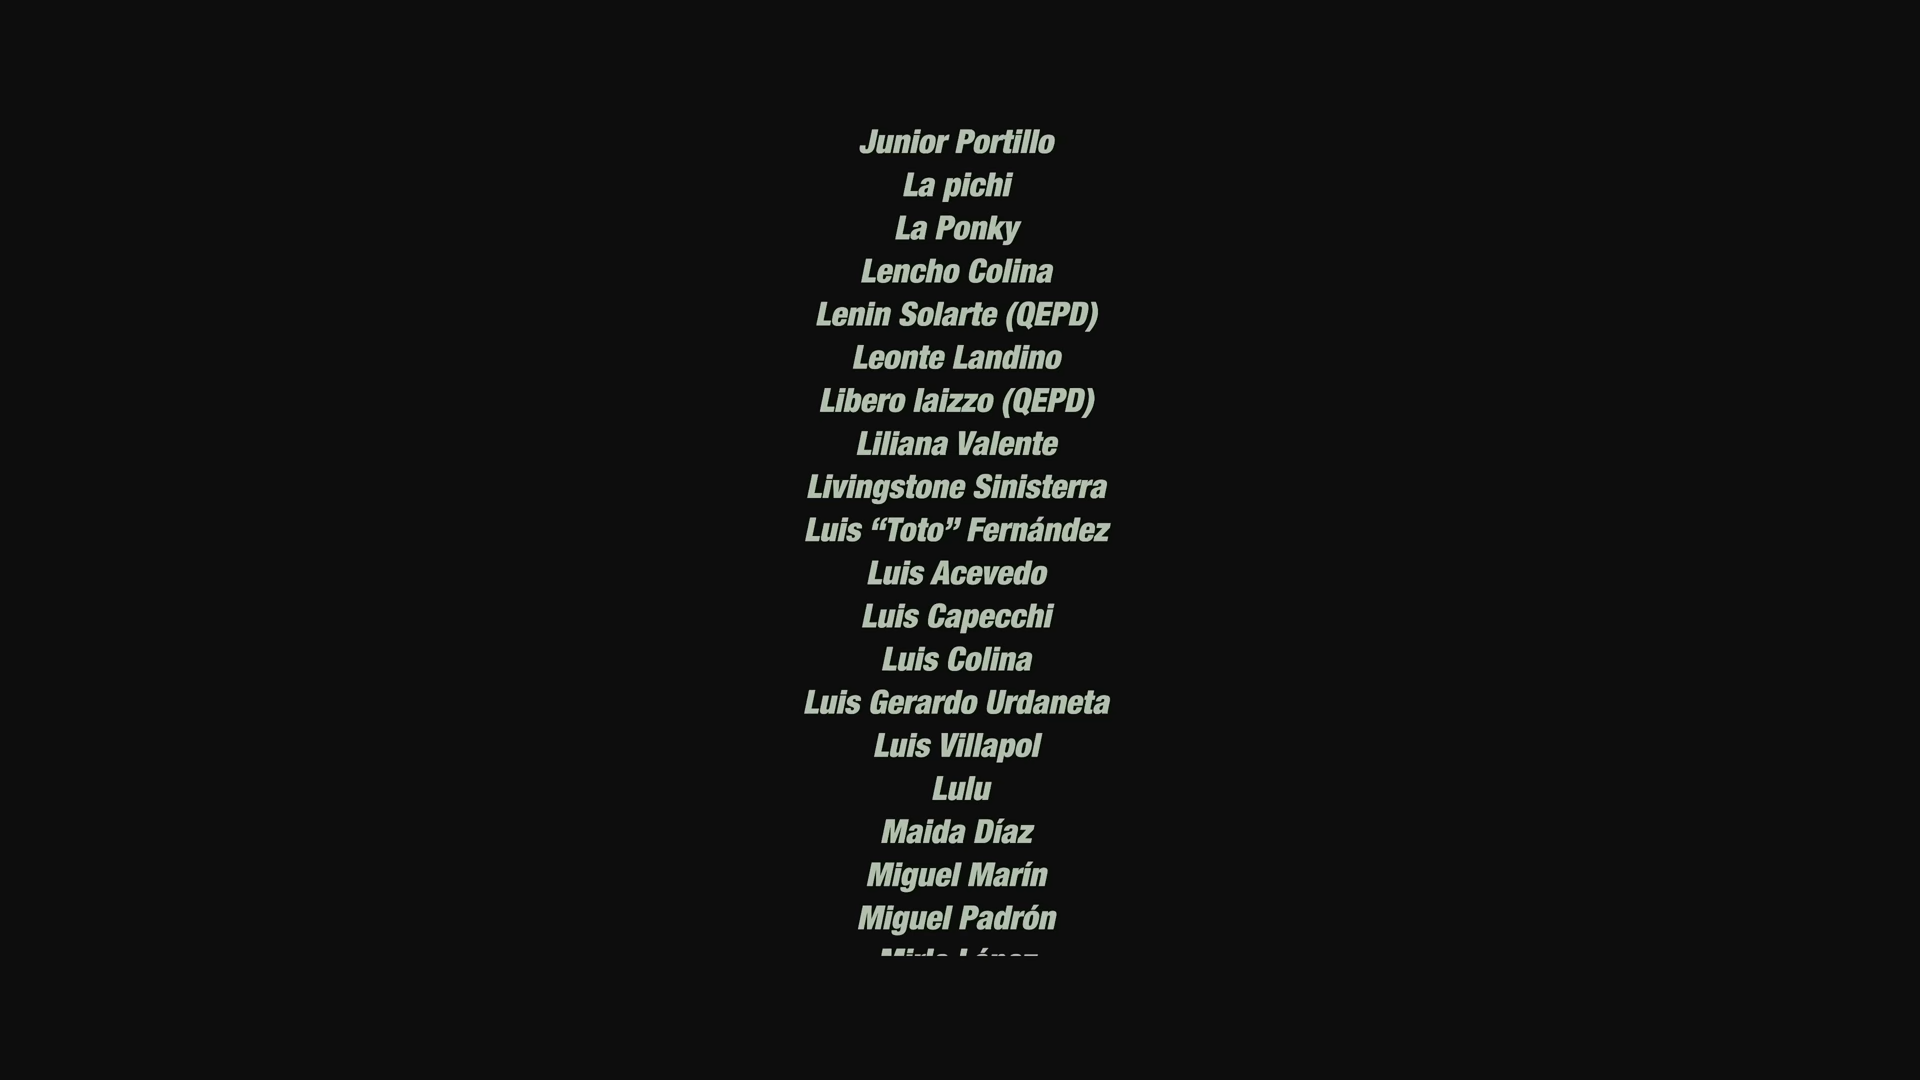 Junior Portillo
La pichi
La Ponky
Lencho Colina
Lenin Solarte (QEPD)
Leonte Landino
Libero Iaizzo (QEPD)
Liliana Valente
Livingstone Sinisterra
Luis “Toto” Fernández
Luis Acevedo
Luis Capecchi
Luis Colina
Luis Gerardo Urdaneta
Luis Villapol
Lulu
Maida Díaz
Miguel Marín
Miguel Padrón
López